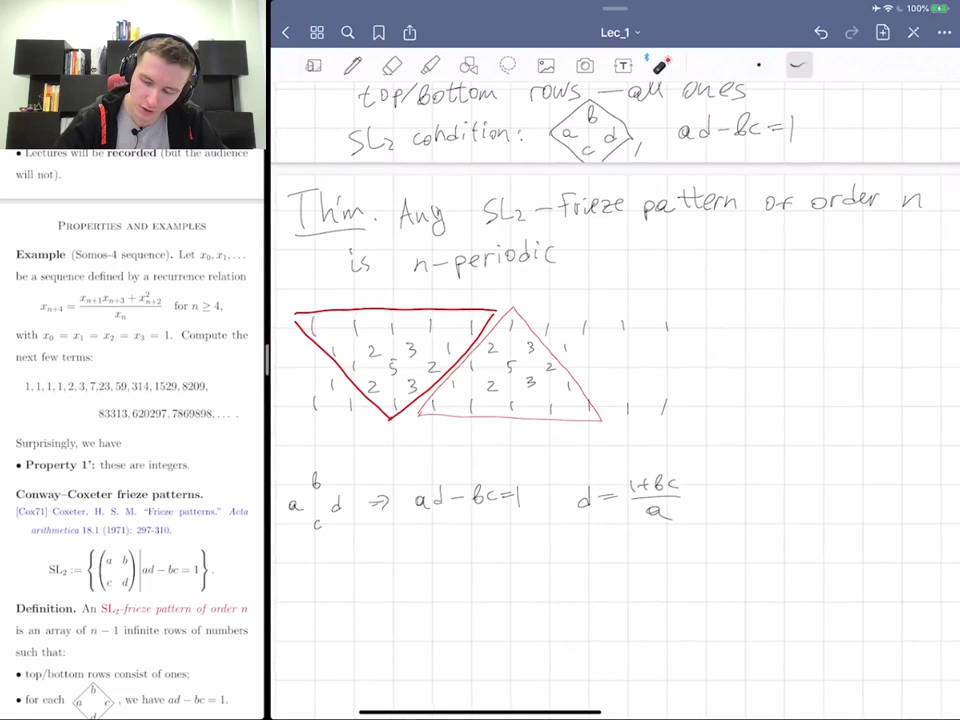 100%
Lec_1
• Lectures will be recorded (but the audience
will not).
PROPERTIES AND EXAMPLES
Example (Somos-4 sequence). Let x₀, x₁, . . .
be a sequence defined by a recurrence relation
xₙ₊₄ = (xₙ₊₁xₙ₊₃ + x²ₙ₊₂)/xₙ for n ≥ 4,
with x₀ = x₁ = x₂ = x₃ = 1. Compute the
next few terms:
1, 1, 1, 1, 2, 3, 7, 23, 59, 314, 1529, 8209,
83313, 620297, 7869898, . . . .
Surprisingly, we have
• Property 1': these are integers.
Conway–Coxeter frieze patterns.
[Cox71] Coxeter, H. S. M. “Frieze patterns.” Acta
arithmetica 18.1 (1971): 297-310.
SL₂ := { ( a b
c d ) | ad − bc = 1 } .
Definition. An SL₂-frieze pattern of order n
is an array of n − 1 infinite rows of numbers
such that:
• top/bottom rows consist of ones;
• for each a b c d , we have ad − bc = 1.
top/bottom rows — all ones
SL₂ condition: a b c d , ad − bc = 1
Thm. Any SL₂-frieze pattern of order n
is n-periodic
1 1 1 1 1 1 1 1 1 1
1 2 3 1 2 3 1
1 5 2 1 5 2
1 2 3 1 2 3 1
1 1 1 1 1 1 1 1 1 1
a b c d ⇒ ad − bc = 1 d = (1+bc)/a